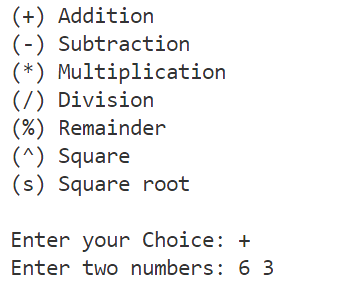 (+) Addition
(-) Subtraction
(*) Multiplication
(/) Division
(%) Remainder
(^) Square
(s) Square root
Enter your Choice: +
Enter two numbers: 6 3